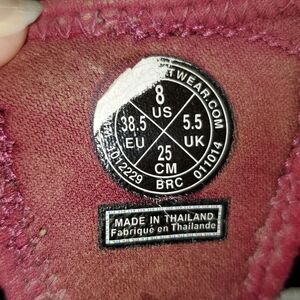 TWEAR.COM
8
US
38.5
EU
5.5
UK
25
CM
1012229 BRC 011014
MADE IN THAILAND
Fabriqué en Thaïlande